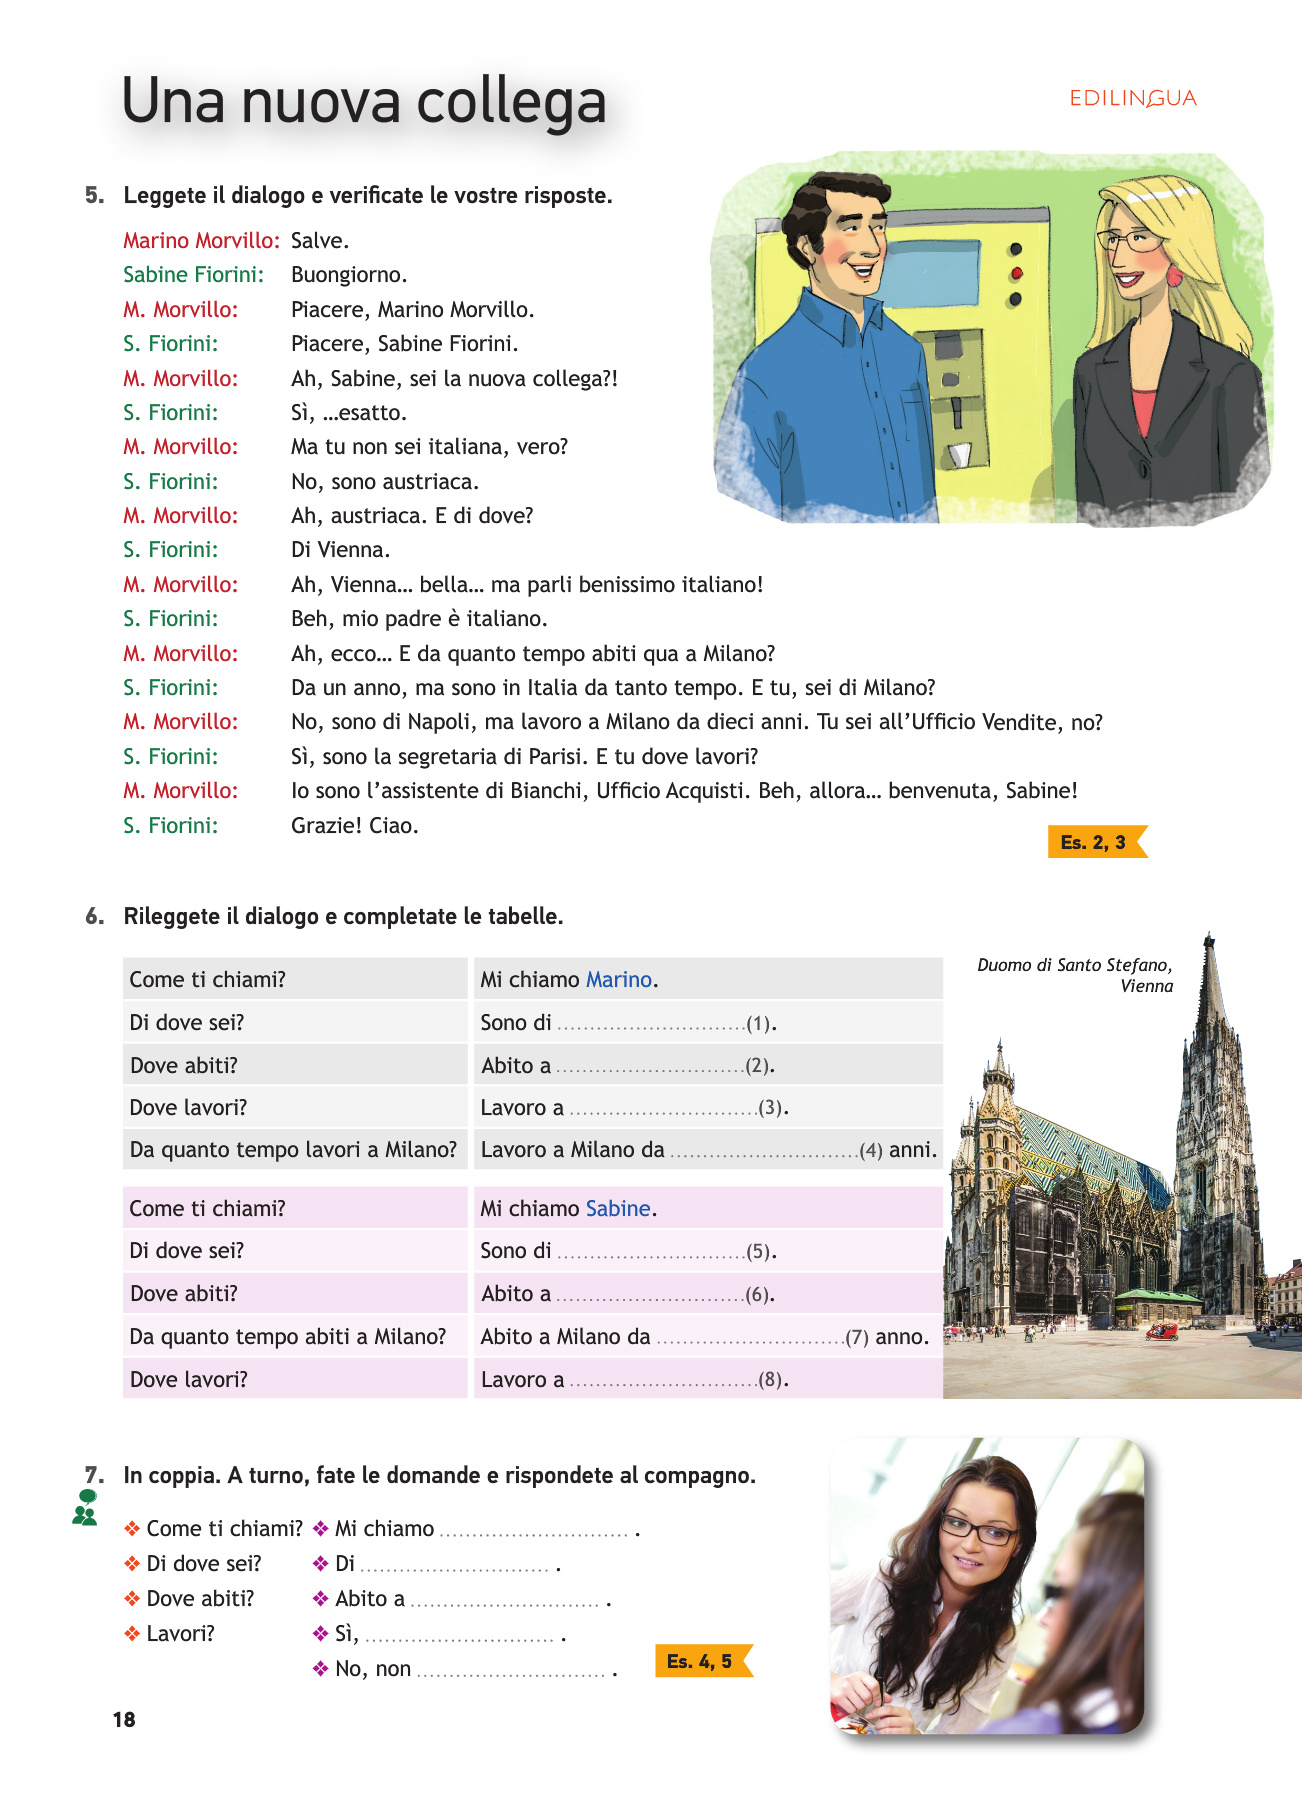 Una nuova collega
EDILINGUA
5. Leggete il dialogo e verificate le vostre risposte.
Marino Morvillo: Salve.
Sabine Fiorini: Buongiorno.
M. Morvillo: Piacere, Marino Morvillo.
S. Fiorini: Piacere, Sabine Fiorini.
M. Morvillo: Ah, Sabine, sei la nuova collega?!
S. Fiorini: Sì, ...esatto.
M. Morvillo: Ma tu non sei italiana, vero?
S. Fiorini: No, sono austriaca.
M. Morvillo: Ah, austriaca. E di dove?
S. Fiorini: Di Vienna.
M. Morvillo: Ah, Vienna... bella... ma parli benissimo italiano!
S. Fiorini: Beh, mio padre è italiano.
M. Morvillo: Ah, ecco... E da quanto tempo abiti qua a Milano?
S. Fiorini: Da un anno, ma sono in Italia da tanto tempo. E tu, sei di Milano?
M. Morvillo: No, sono di Napoli, ma lavoro a Milano da dieci anni. Tu sei all'Ufficio Vendite, no?
S. Fiorini: Sì, sono la segretaria di Parisi. E tu dove lavori?
M. Morvillo: Io sono l'assistente di Bianchi, Ufficio Acquisti. Beh, allora... benvenuta, Sabine!
S. Fiorini: Grazie! Ciao.
Es. 2, 3
6. Rileggete il dialogo e completate le tabelle.
Come ti chiami? Mi chiamo Marino.
Di dove sei? Sono di .............................(1).
Dove abiti? Abito a .............................(2).
Dove lavori? Lavoro a .............................(3).
Da quanto tempo lavori a Milano? Lavoro a Milano da .............................(4) anni.
Come ti chiami? Mi chiamo Sabine.
Di dove sei? Sono di .............................(5).
Dove abiti? Abito a .............................(6).
Da quanto tempo abiti a Milano? Abito a Milano da .............................(7) anno.
Dove lavori? Lavoro a .............................(8).
Duomo di Santo Stefano,
Vienna
7. In coppia. A turno, fate le domande e rispondete al compagno.
❖ Come ti chiami? ❖ Mi chiamo ............................. .
❖ Di dove sei? ❖ Di ............................. .
❖ Dove abiti? ❖ Abito a ............................. .
❖ Lavori? ❖ Sì, ............................. .
❖ No, non ............................. .
Es. 4, 5
18